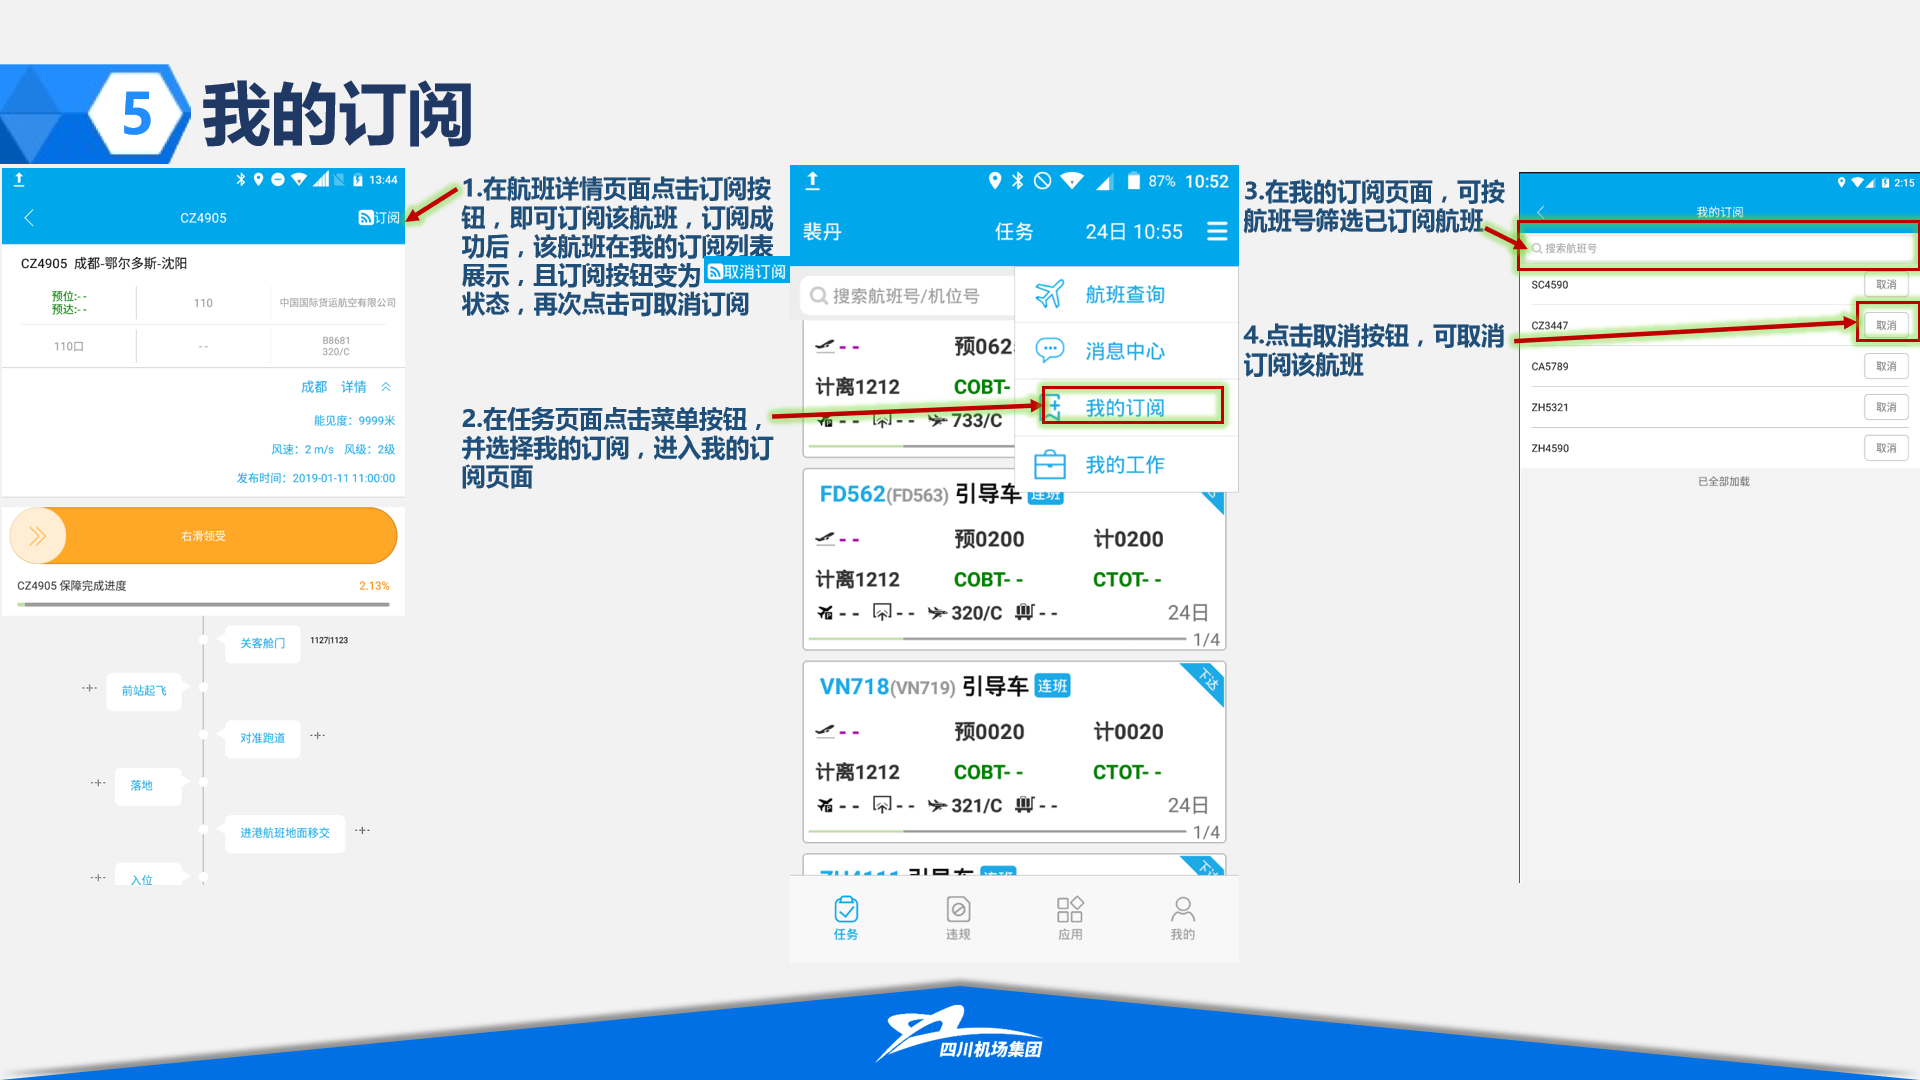 5
我的订阅
13:44
CZ4905
订阅
CZ4905 成都-鄂尔多斯-沈阳
预位:- -
预达:- -
110
中国国际货运航空有限公司
110口
- -
B8681
320/C
成都 详情
能见度：9999米
风速：2 m/s 风级：2级
发布时间：2019-01-11 11:00:00
右滑领受
CZ4905 保障完成进度
2.13%
关客舱门
1127|1123
前站起飞
对准跑道
落地
进港航班地面移交
入位
1.在航班详情页面点击订阅按
钮，即可订阅该航班，订阅成
功后，该航班在我的订阅列表
展示，且订阅按钮变为 取消订阅
状态，再次点击可取消订阅
2.在任务页面点击菜单按钮，
并选择我的订阅，进入我的订
阅页面
87% 10:52
裴丹
任务
24日 10:55
搜索航班号/机位号
航班查询
消息中心
我的订阅
我的工作
- - 预062
计离1212 COBT-
- - - - 733/C
FD562(FD563) 引导车 连班
- - 预0200 计0200
计离1212 COBT- - CTOT- -
- - - - 320/C - - 24日
1/4
VN718(VN719) 引导车 连班
下达
- - 预0020 计0020
计离1212 COBT- - CTOT- -
- - - - 321/C - - 24日
1/4
ZH4111 引导车 连班
下达
任务
违规
应用
我的
3.在我的订阅页面，可按
航班号筛选已订阅航班
4.点击取消按钮，可取消
订阅该航班
2:15
我的订阅
搜索航班号
SC4590 取消
CZ3447 取消
CA5789 取消
ZH5321 取消
ZH4590 取消
已全部加载
四川机场集团